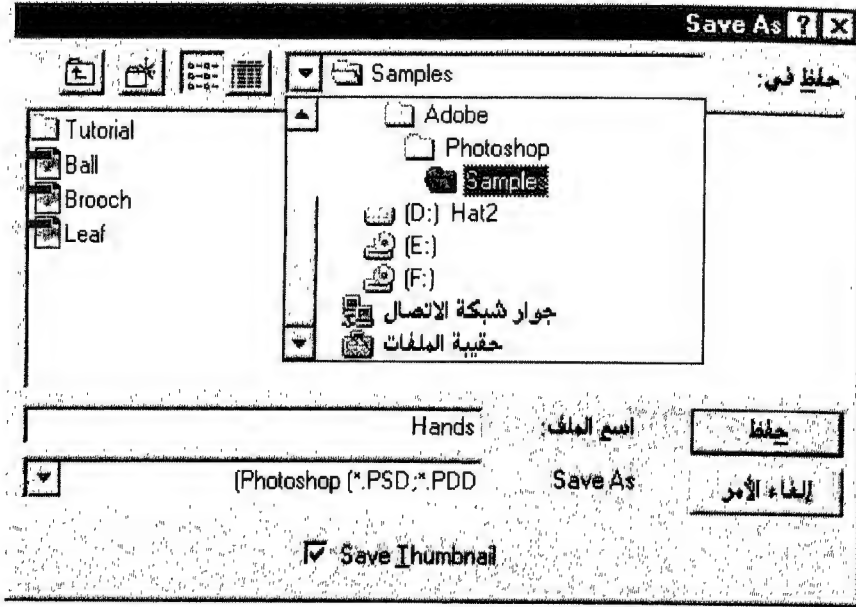 Save As
حفظ في:
Samples
Adobe
Photoshop
Samples
(D:) Hat2
(E:)
(F:)
جوار شبكة الاتصال
حقيبة الملفات
Tutorial
Ball
Brooch
Leaf
اسم الملف:
Hands
حفظ
Save As
(Photoshop (*.PSD;*.PDD
إلغاء الأمر
Save Thumbnail